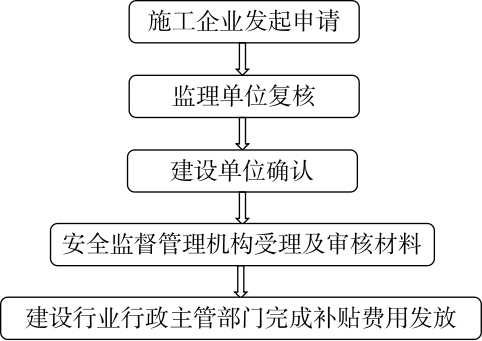 施工企业发起申请
监理单位复核
建设单位确认
安全监督管理机构受理及审核材料
建设行业行政主管部门完成补贴费用发放